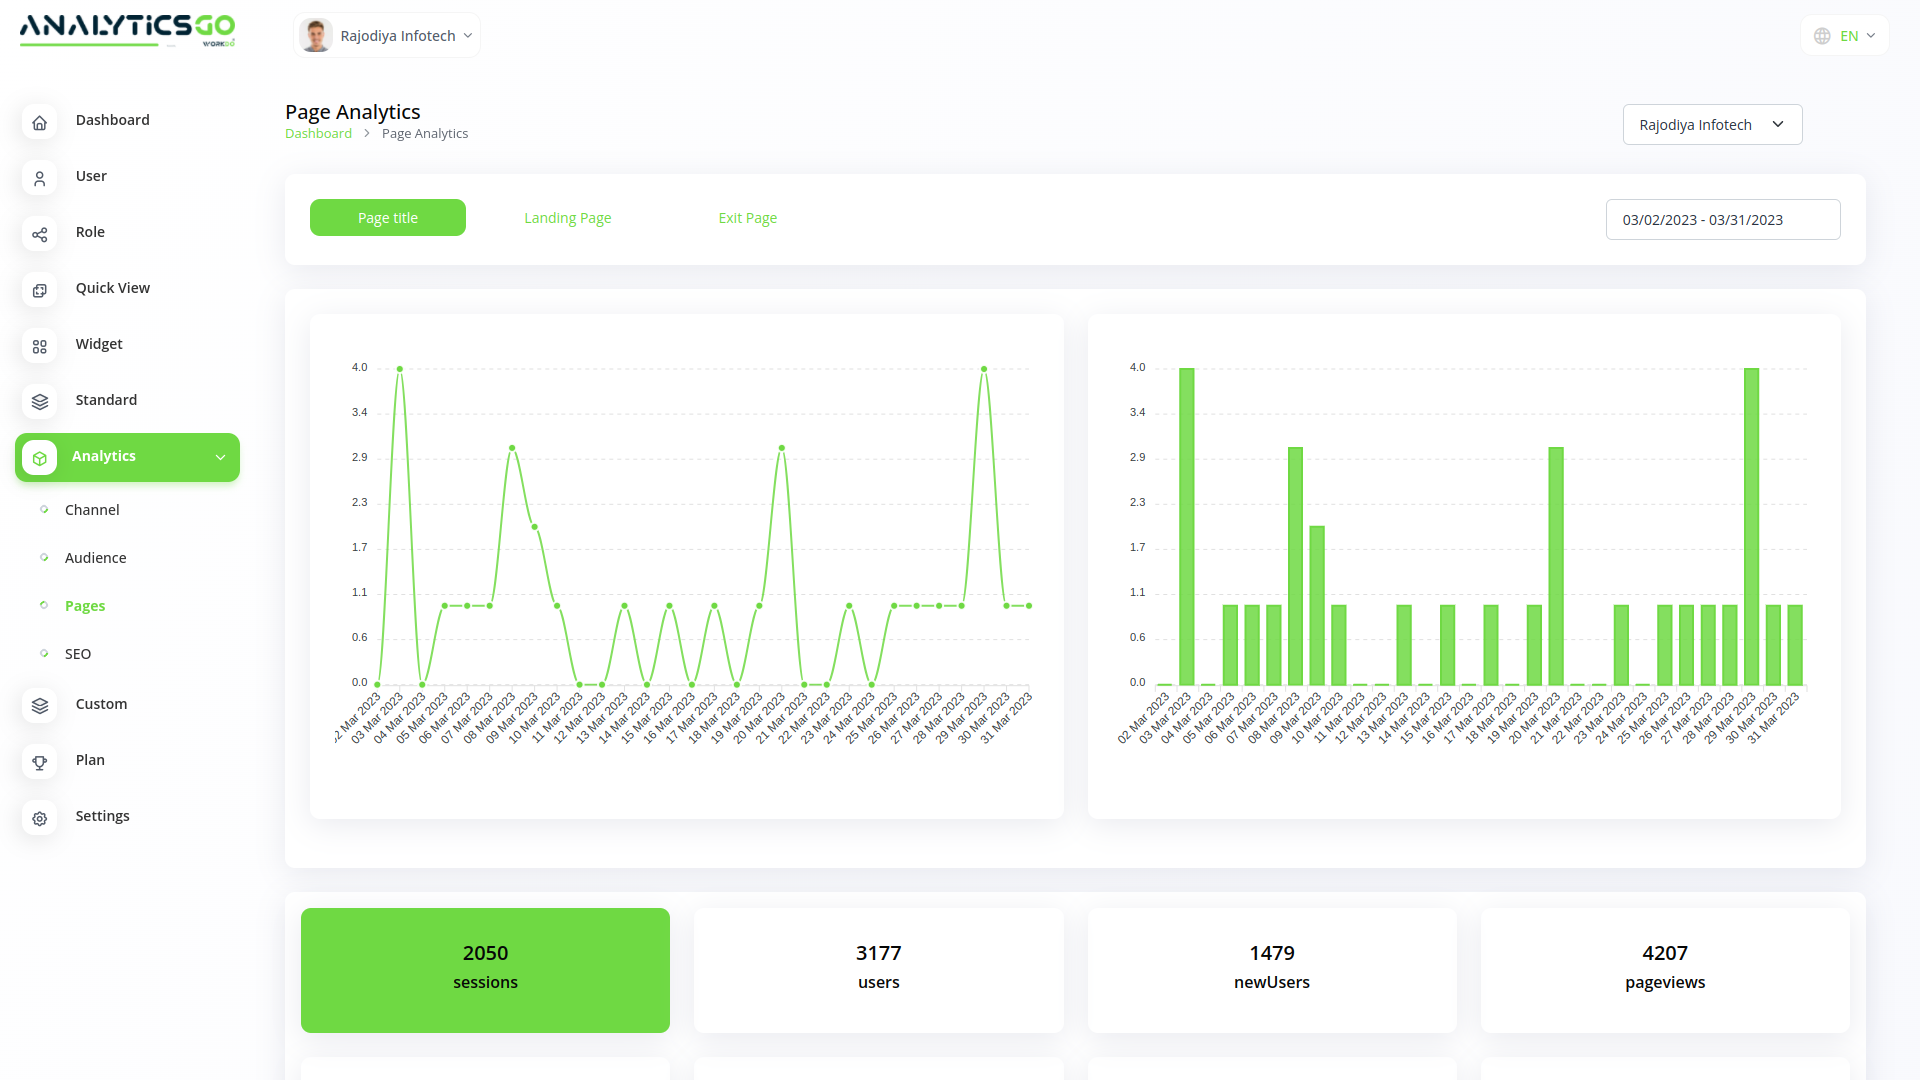 ANALYTiCSGO
WORKDO
Rajodiya Infotech
EN
Dashboard
User
Role
Quick View
Widget
Standard
Analytics
Channel
Audience
Pages
SEO
Custom
Plan
Settings
Page Analytics
Dashboard > Page Analytics
Rajodiya Infotech
Page title
Landing Page
Exit Page
03/02/2023 - 03/31/2023
4.0
3.4
2.9
2.3
1.7
1.1
0.6
0.0
02 Mar 2023
03 Mar 2023
04 Mar 2023
05 Mar 2023
06 Mar 2023
07 Mar 2023
08 Mar 2023
09 Mar 2023
10 Mar 2023
11 Mar 2023
12 Mar 2023
13 Mar 2023
14 Mar 2023
15 Mar 2023
16 Mar 2023
17 Mar 2023
18 Mar 2023
19 Mar 2023
20 Mar 2023
21 Mar 2023
22 Mar 2023
23 Mar 2023
24 Mar 2023
25 Mar 2023
26 Mar 2023
27 Mar 2023
28 Mar 2023
29 Mar 2023
30 Mar 2023
31 Mar 2023
4.0
3.4
2.9
2.3
1.7
1.1
0.6
0.0
02 Mar 2023
03 Mar 2023
04 Mar 2023
05 Mar 2023
06 Mar 2023
07 Mar 2023
08 Mar 2023
09 Mar 2023
10 Mar 2023
11 Mar 2023
12 Mar 2023
13 Mar 2023
14 Mar 2023
15 Mar 2023
16 Mar 2023
17 Mar 2023
18 Mar 2023
19 Mar 2023
20 Mar 2023
21 Mar 2023
22 Mar 2023
23 Mar 2023
24 Mar 2023
25 Mar 2023
26 Mar 2023
27 Mar 2023
28 Mar 2023
29 Mar 2023
30 Mar 2023
31 Mar 2023
2050
sessions
3177
users
1479
newUsers
4207
pageviews